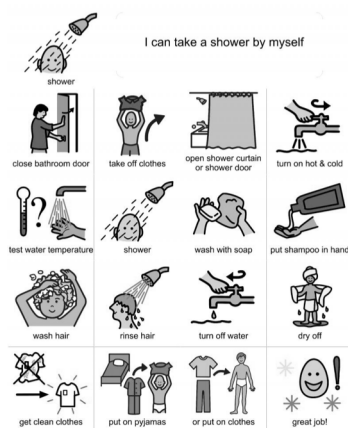 I can take a shower by myself
shower
close bathroom door
take off clothes
open shower curtain
or shower door
turn on hot & cold
test water temperature
shower
wash with soap
put shampoo in hand
wash hair
rinse hair
turn off water
dry off
get clean clothes
put on pyjamas
or put on clothes
great job!